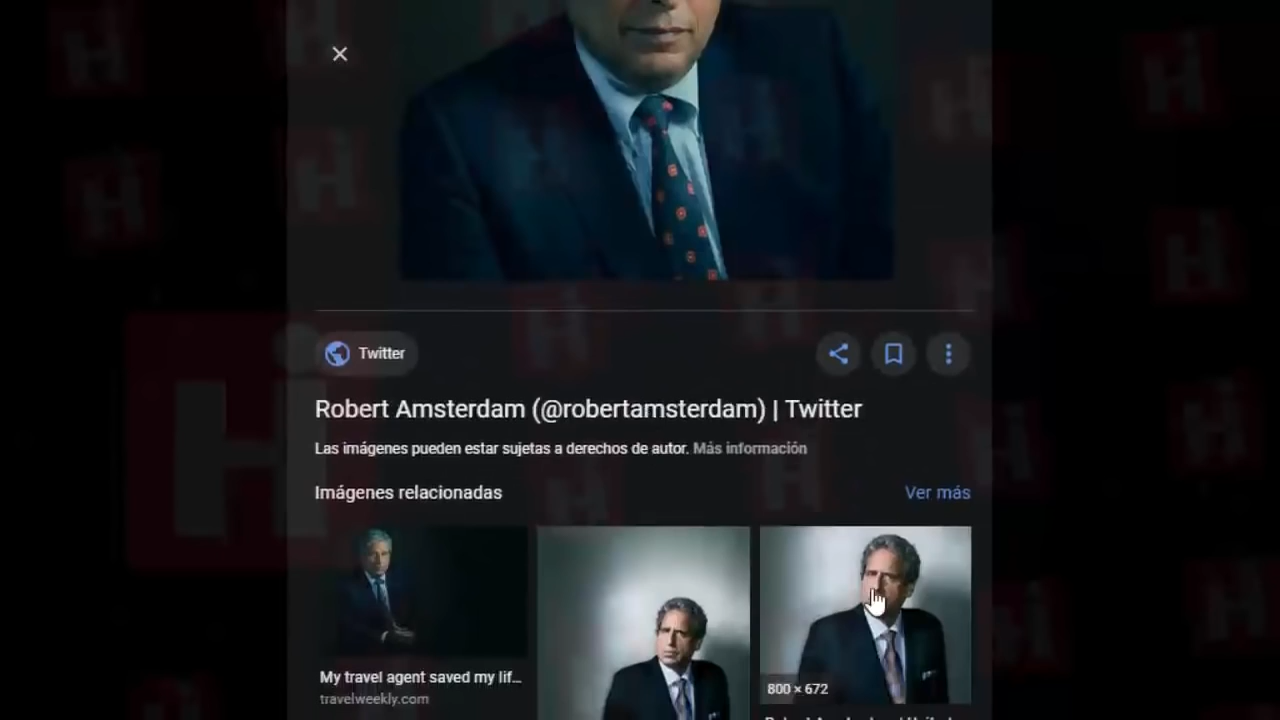 Twitter
Robert Amsterdam (@robertamsterdam) | Twitter
Las imágenes pueden estar sujetas a derechos de autor. Más información
Imágenes relacionadas
Ver más
800 × 672
My travel agent saved my lif...
travelweekly.com